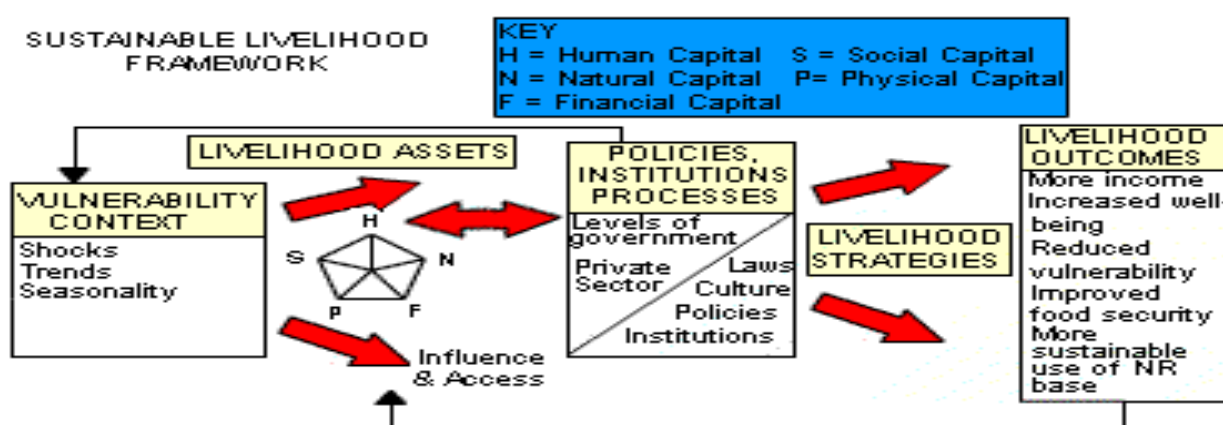 SUSTAINABLE LIVELIHOOD
FRAMEWORK
KEY
H = Human Capital S = Social Capital
N = Natural Capital P= Physical Capital
F = Financial Capital
LIVELIHOOD ASSETS
VULNERABILITY
CONTEXT
Shocks
Trends
Seasonality
H
S
N
P
F
Influence
& Access
POLICIES,
INSTITUTIONS
PROCESSES
Levels of
government
Private
Sector
Laws
Culture
Policies
Institutions
LIVELIHOOD
STRATEGIES
LIVELIHOOD
OUTCOMES
More income
Increased well-
being
Reduced
vulnerability
Improved
food security
More
sustainable
use of NR
base